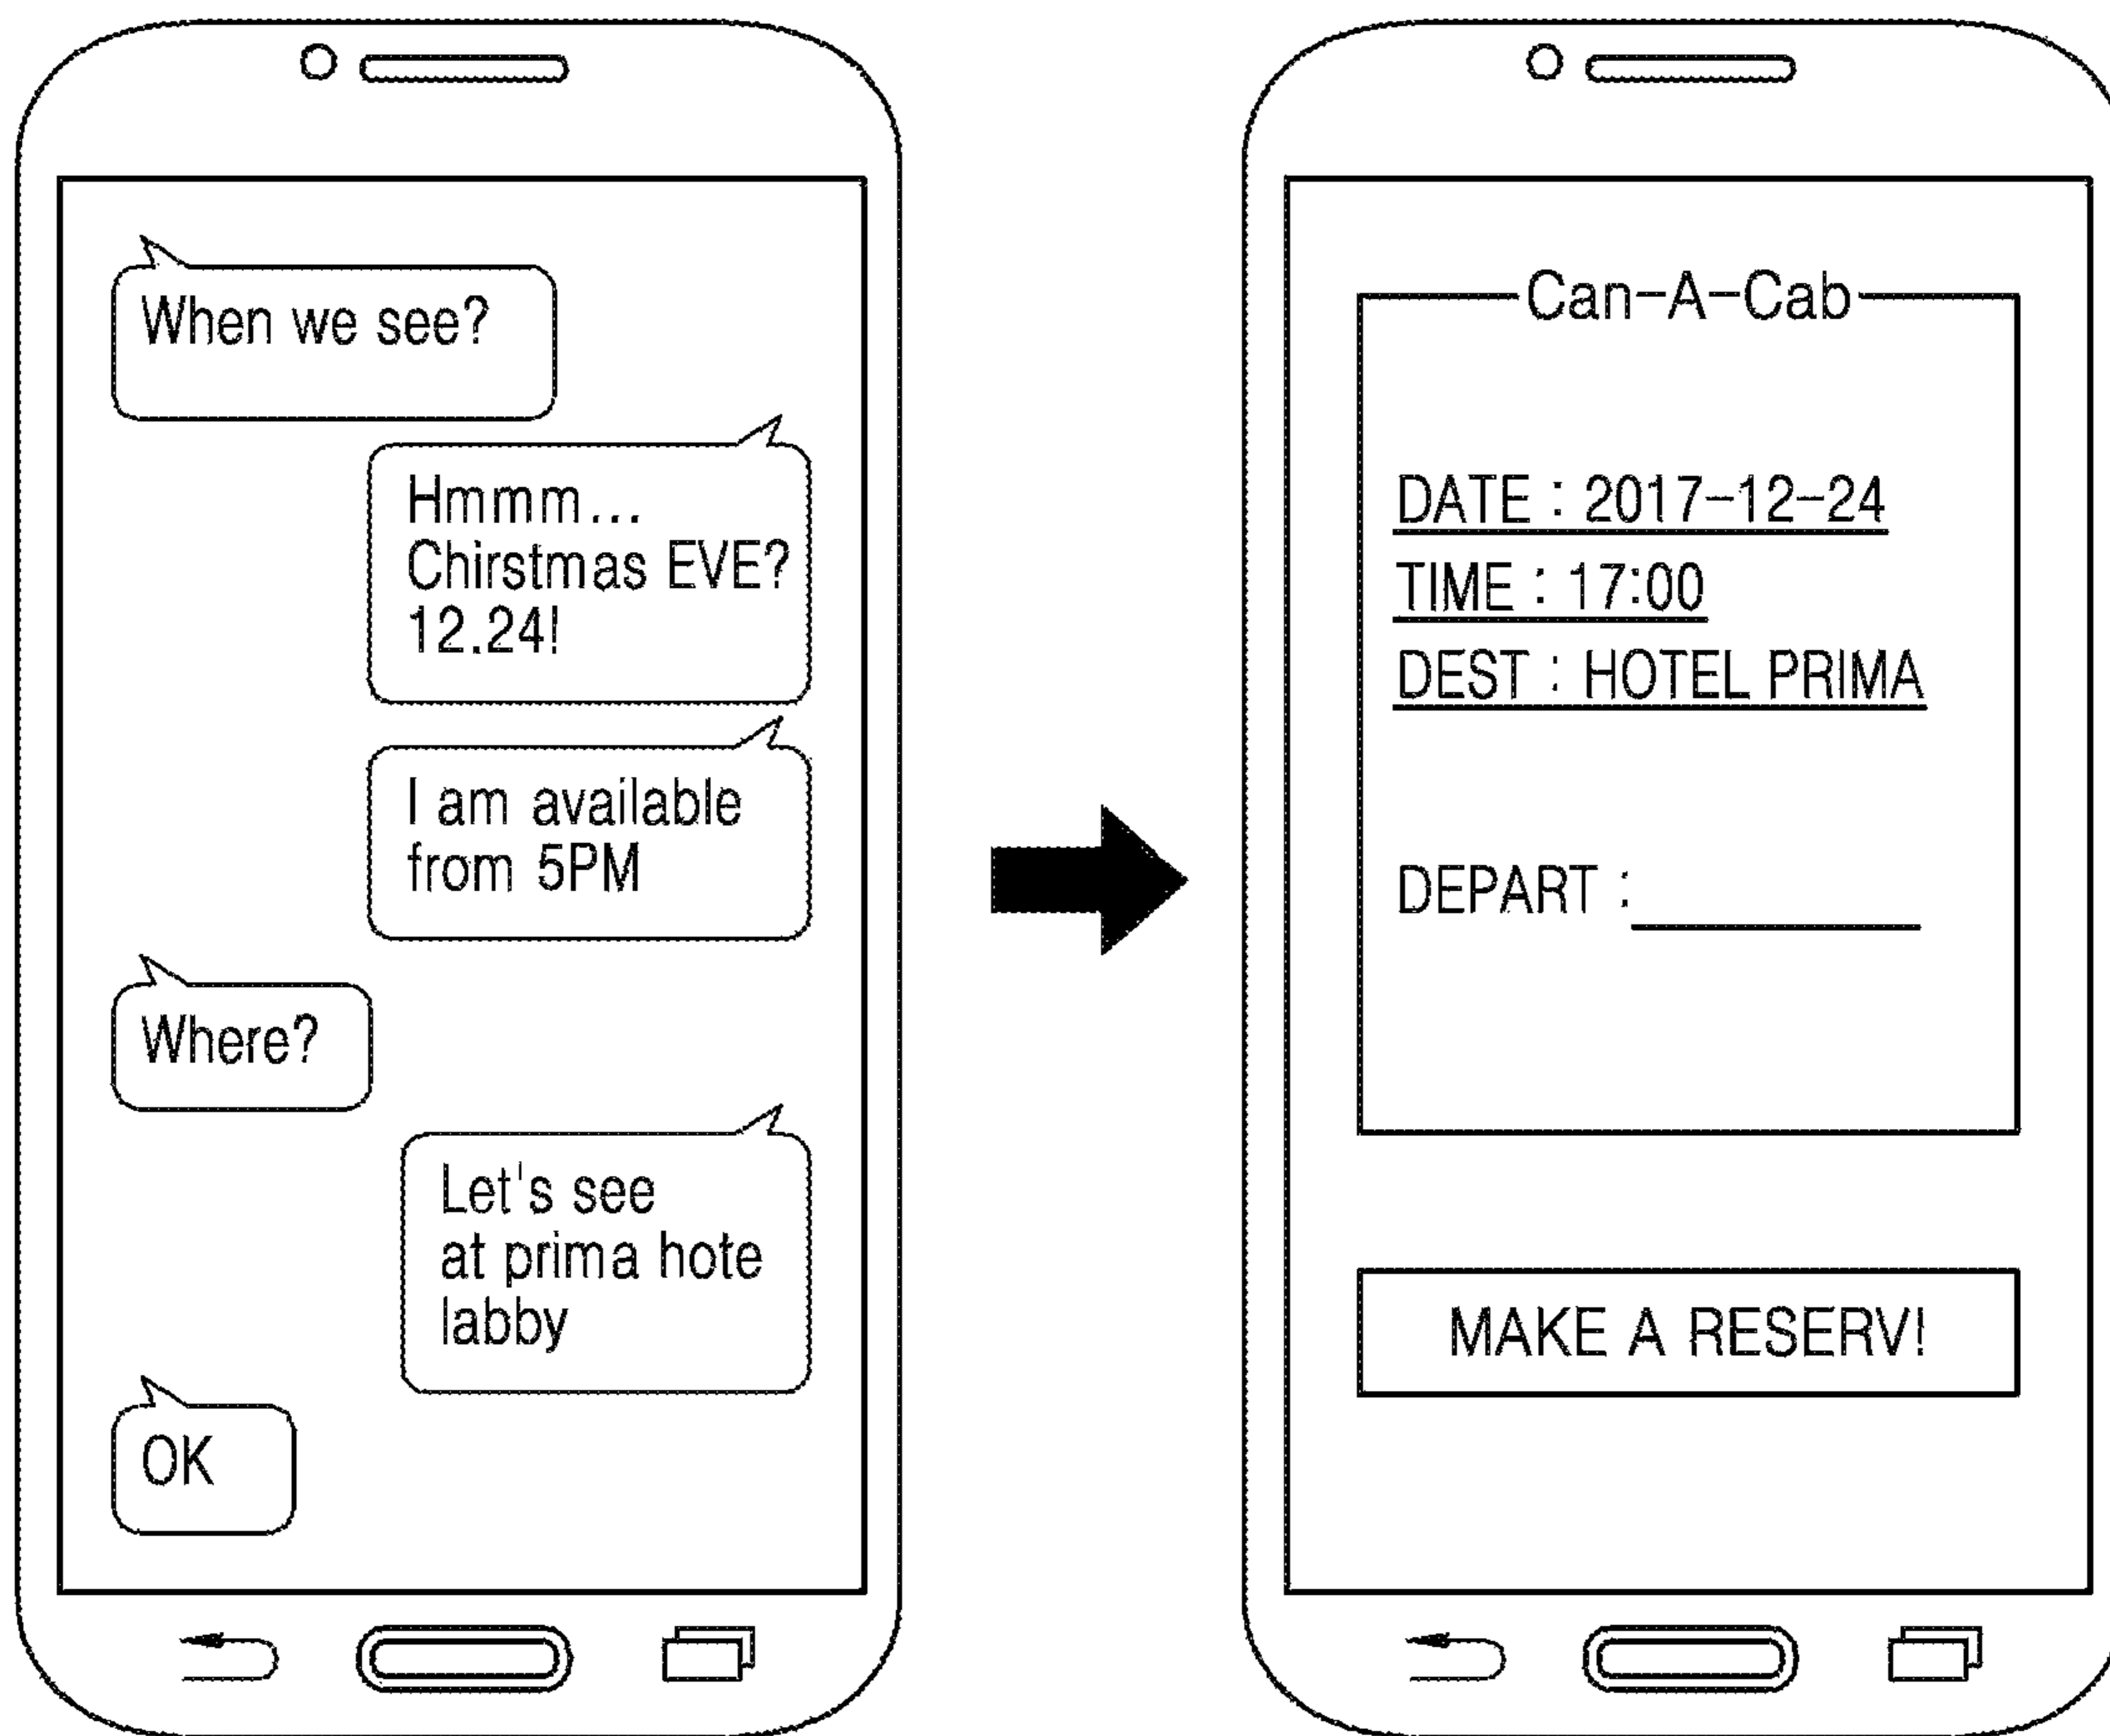 When we see?
Hmmm...
Chirstmas EVE?
12.24!
I am available
from 5PM
Where?
Let's see
at prima hote
labby
OK
Can-A-Cab
DATE : 2017-12-24
TIME : 17:00
DEST : HOTEL PRIMA
DEPART :
MAKE A RESERV!